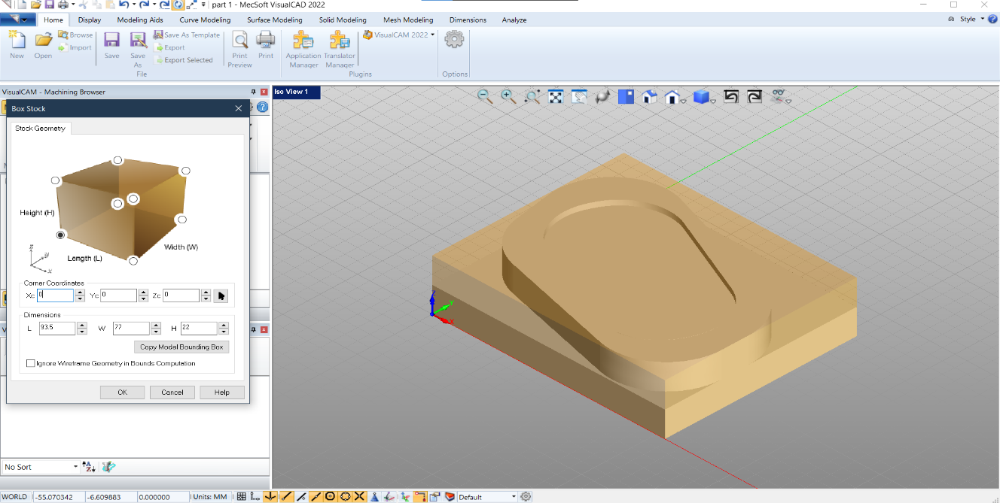 part 1 - MecSoft VisualCAD 2022
Home Display Modeling Aids Curve Modeling Surface Modeling Solid Modeling Mesh Modeling Dimensions Analyze Style
New Open Browse Import Save Save As Save As Template Export Export Selected Print Preview Print Application Manager Translator Manager VisualCAM 2022
File Plugins Options
VisualCAM - Machining Browser
Iso View 1
Box Stock
Stock Geometry
Height (H)
Width (W)
Length (L)
z
y
x
Corner Coordinates
Xc 0 Yc 0 Zc 0
Dimensions
L 93.5 W 77 H 22
Copy Model Bounding Box
Ignore Wireframe Geometry in Bounds Computation
OK Cancel Help
Z
Y
X
No Sort
WORLD -55.070342 -6.609883 0.000000 Units: MM Default